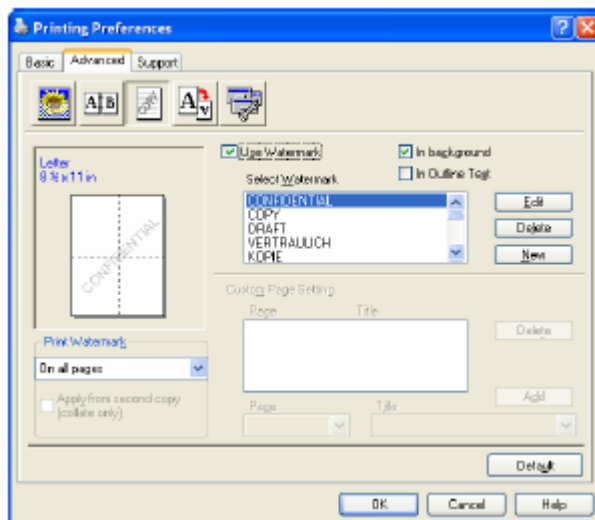 Printing Preferences
Basic Advanced Support
Letter
8 ½ x 11 in
CONFIDENTIAL
Use Watermark
In background
In Outline Text
Select Watermark
CONFIDENTIAL
COPY
DRAFT
VERTRAULICH
KOPIE
Edit
Delete
New
Print Watermark
On all pages
Apply from second copy
(collate only)
Custom Page Setting
Page Title
Delete
Add
Page Title
Default
OK Cancel Help